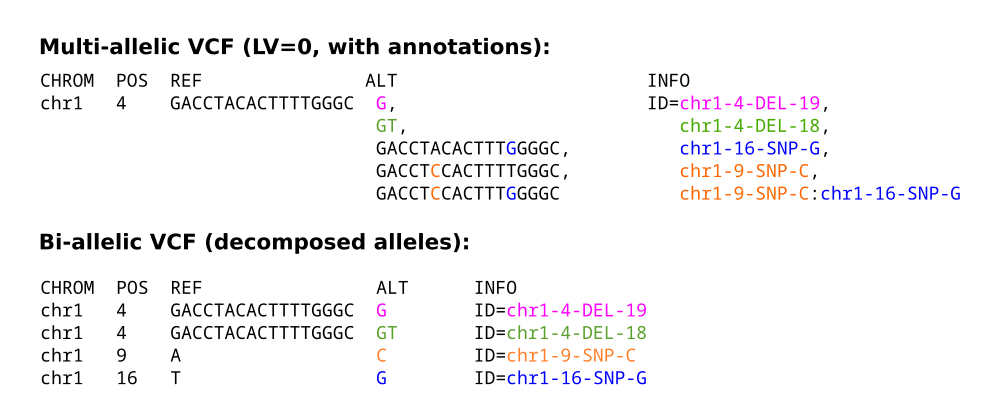 Multi-allelic VCF (LV=0, with annotations):
CHROM POS REF ALT INFO
chr1 4 GACCTACACTTTTGGGC G, ID=chr1-4-DEL-19,
GT, chr1-4-DEL-18,
GACCTACACTTTGGGGC, chr1-16-SNP-G,
GACCTCCACTTTTGGGC, chr1-9-SNP-C,
GACCTCCACTTTGGGGC chr1-9-SNP-C:chr1-16-SNP-G
Bi-allelic VCF (decomposed alleles):
CHROM POS REF ALT INFO
chr1 4 GACCTACACTTTTGGGC G ID=chr1-4-DEL-19
chr1 4 GACCTACACTTTTGGGC GT ID=chr1-4-DEL-18
chr1 9 A C ID=chr1-9-SNP-C
chr1 16 T G ID=chr1-16-SNP-G